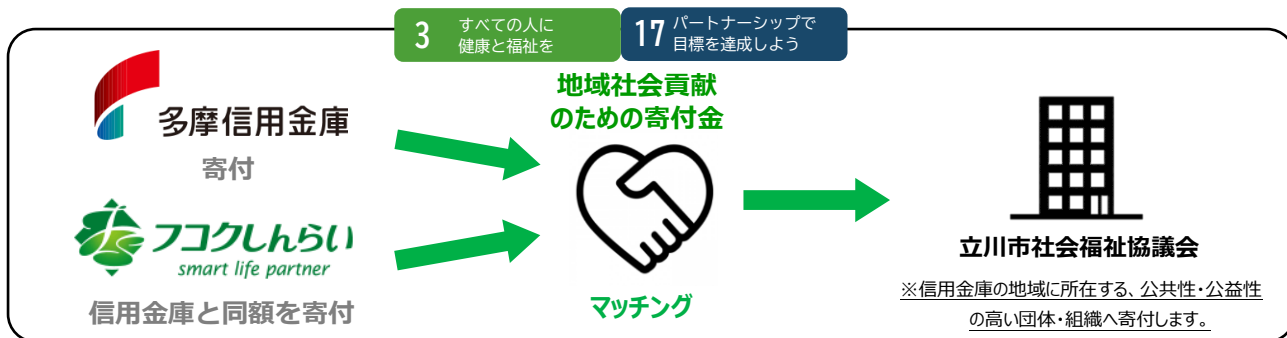 3
すべての人に
健康と福祉を
17
パートナーシップで
目標を達成しよう
多摩信用金庫
寄付
フコクしんらい
smart life partner
信用金庫と同額を寄付
地域社会貢献
のための寄付金
マッチング
立川市社会福祉協議会
※信用金庫の地域に所在する、公共性・公益性
の高い団体・組織へ寄付します。